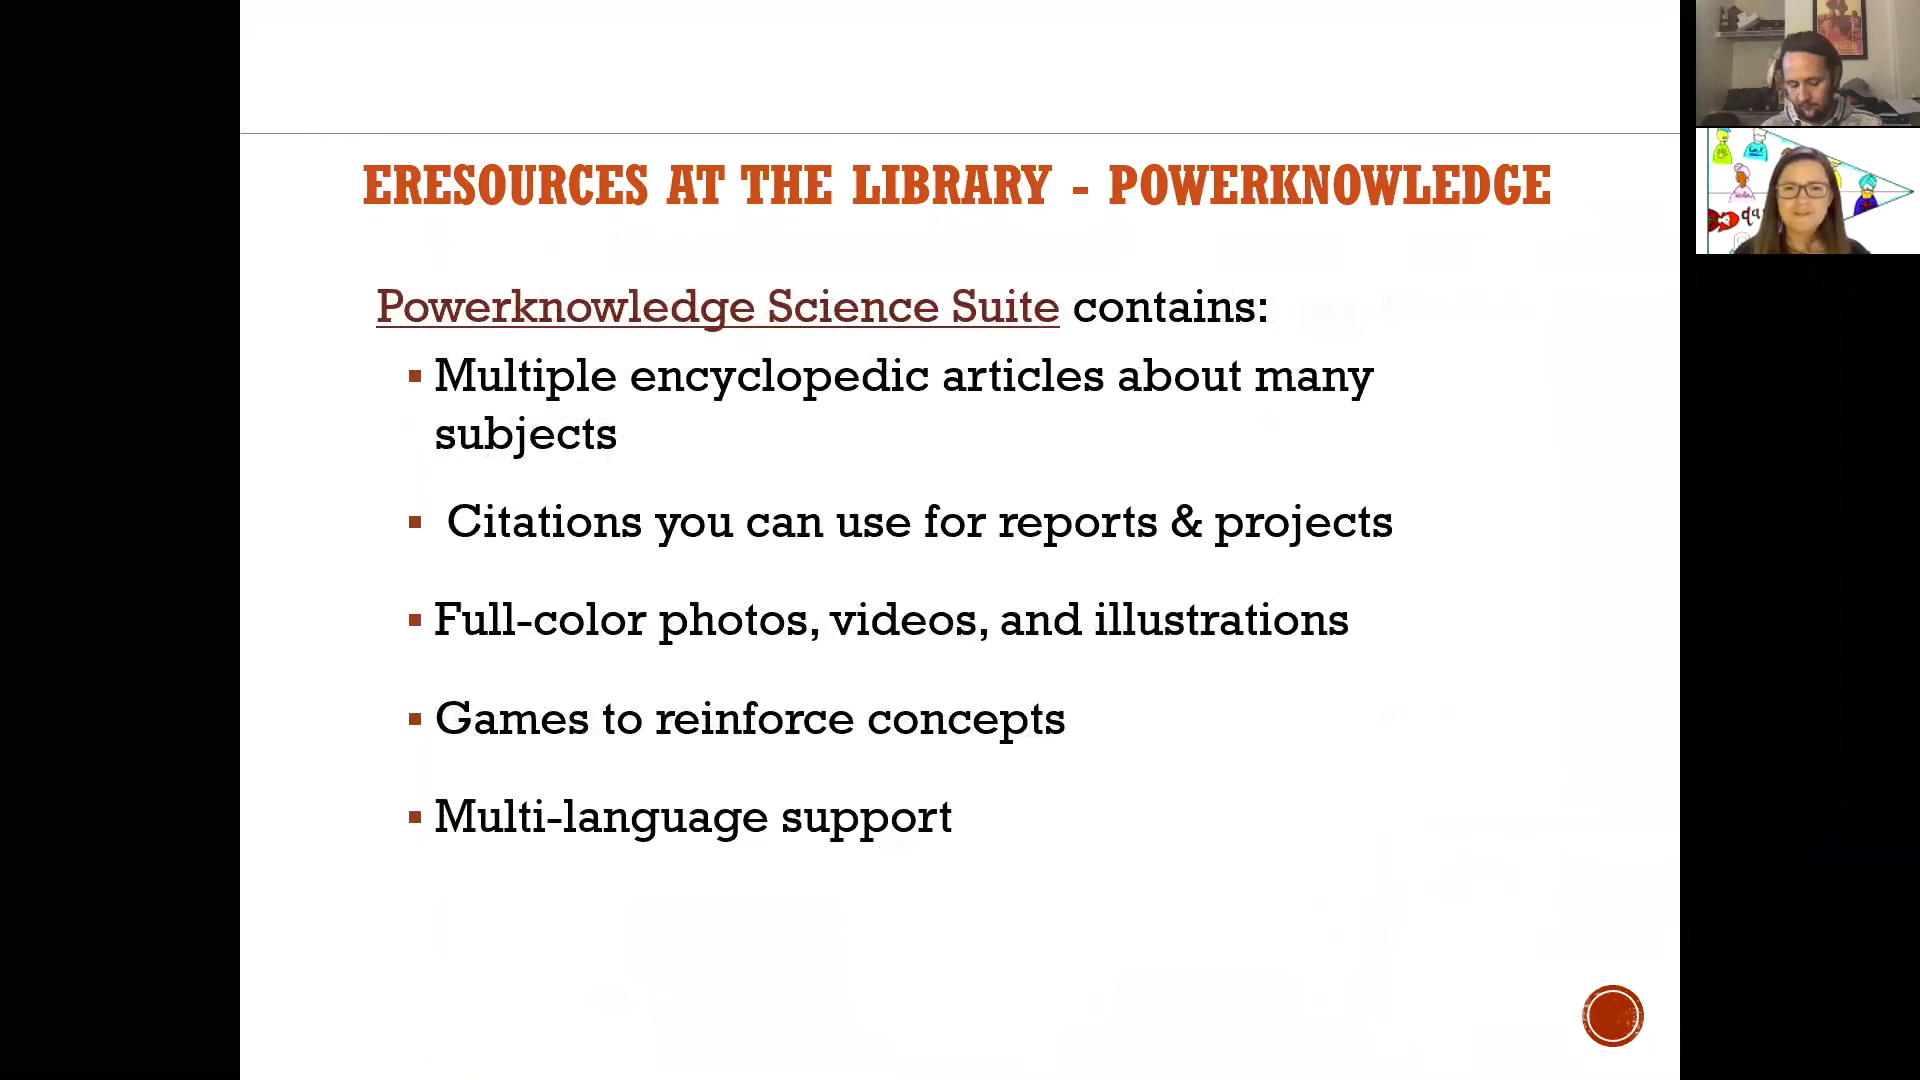 ERESOURCES AT THE LIBRARY - POWERKNOWLEDGE
Powerknowledge Science Suite contains:
▪ Multiple encyclopedic articles about many
subjects
▪ Citations you can use for reports & projects
▪ Full-color photos, videos, and illustrations
▪ Games to reinforce concepts
▪ Multi-language support